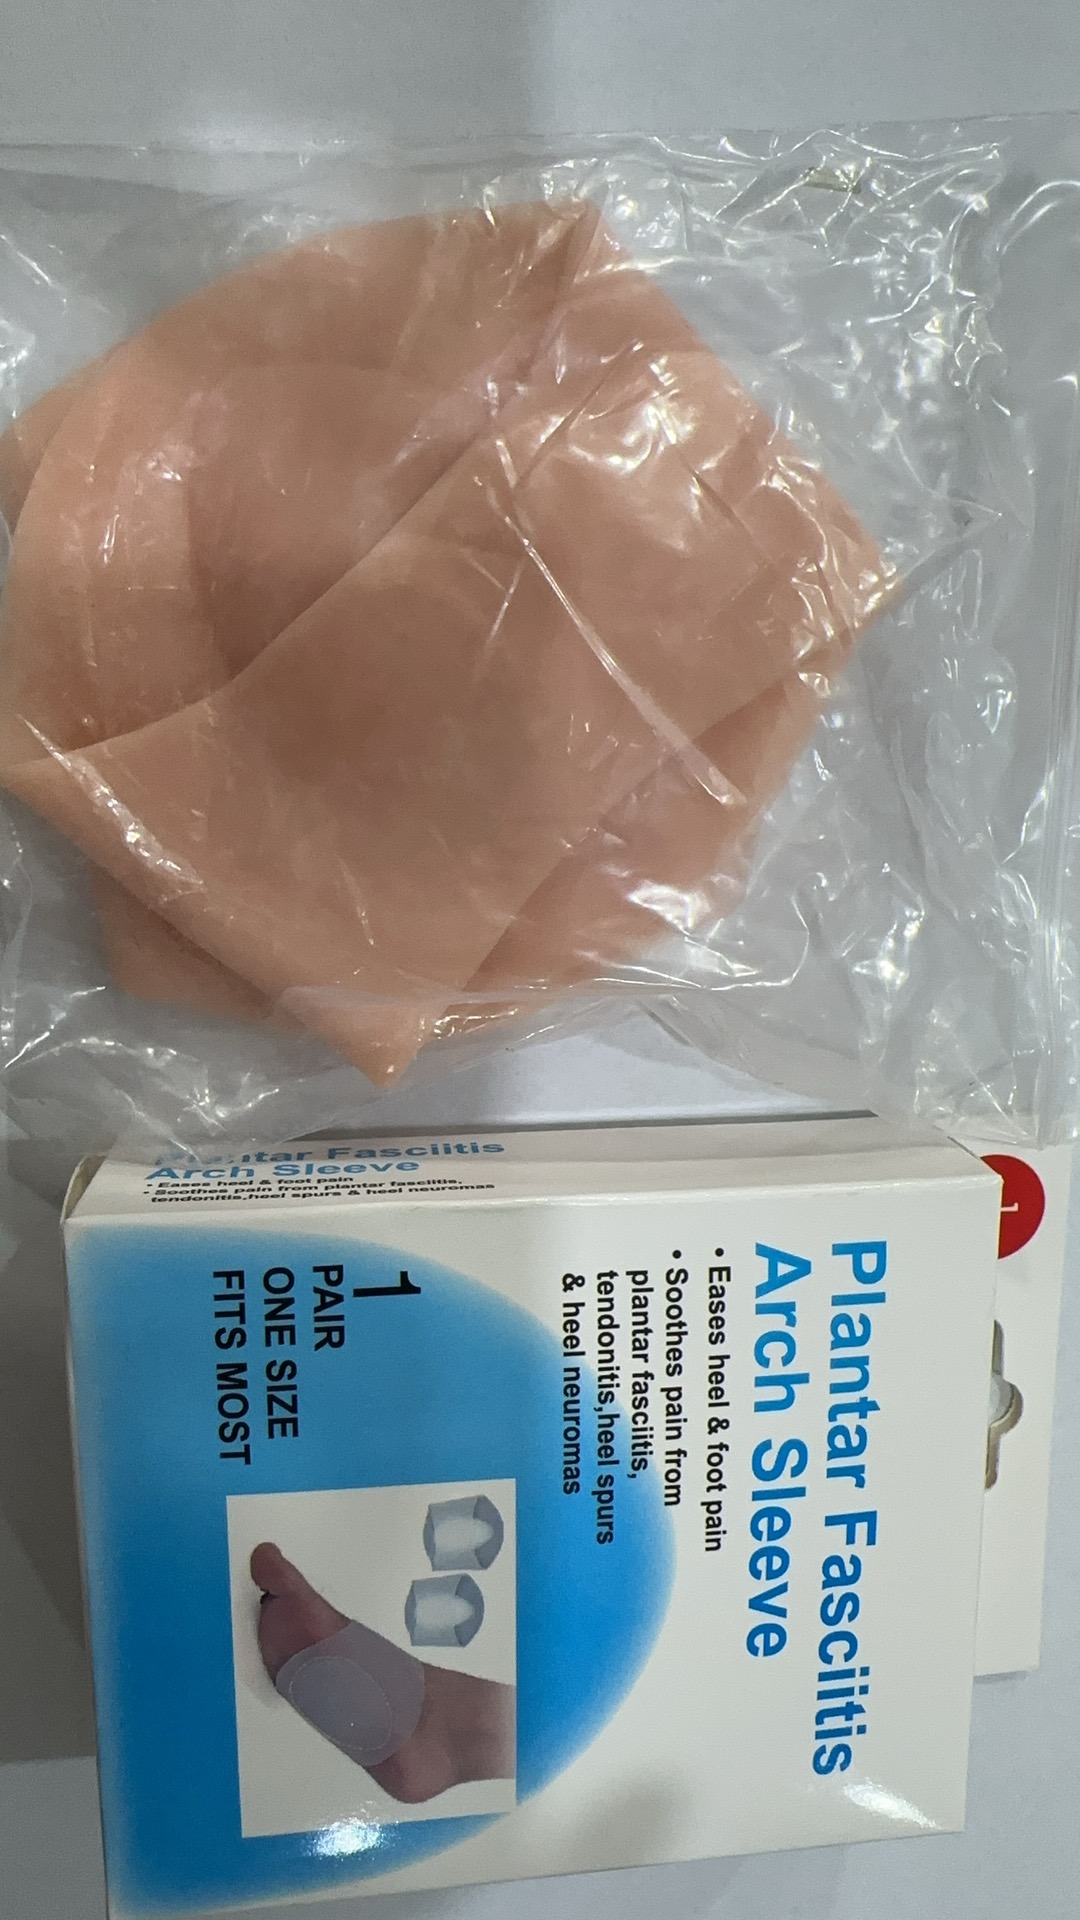 Plantar Fasciitis
Arch Sleeve
• Eases heel & foot pain
• Soothes pain from
plantar fasciitis,
tendonitis,heel spurs
& heel neuromas
1
PAIR
ONE SIZE
FITS MOST
Plantar Fasciitis
Arch Sleeve
• Eases heel & foot pain
• Soothes pain from plantar fasciitis,
tendonitis,heel spurs & heel neuromas
1